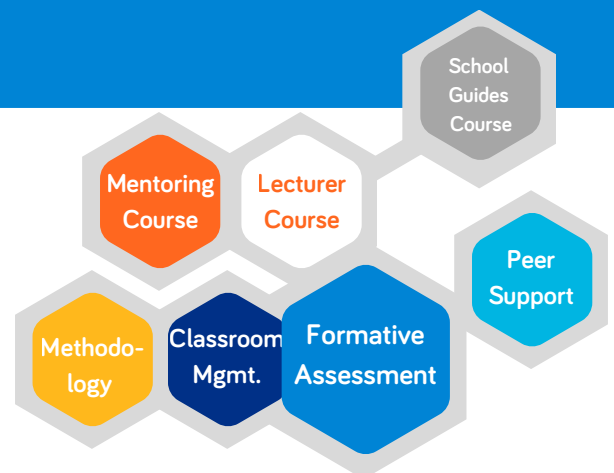 School
Guides
Course
Mentoring
Course
Lecturer
Course
Peer
Support
Methodo-
logy
Classroom
Mgmt.
Formative
Assessment